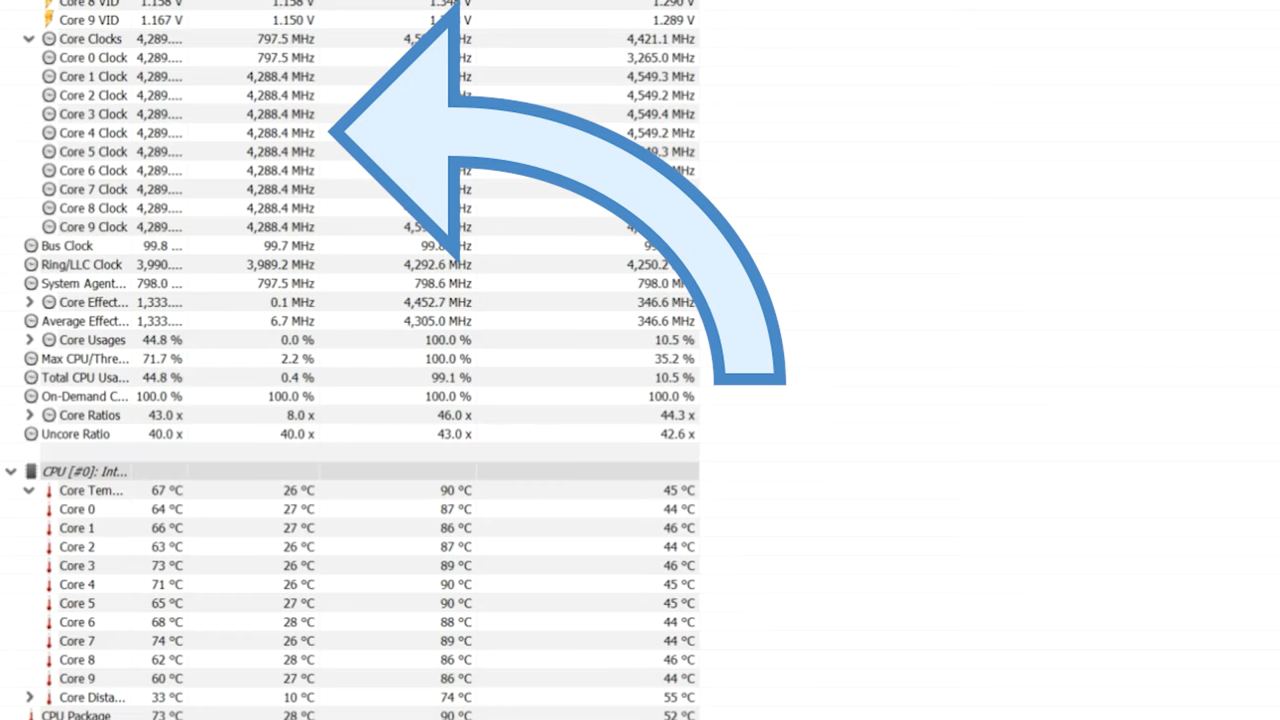 Core 8 VID 1.158 V 1.158 V 1.290 V
Core 9 VID 1.167 V 1.150 V V 1.289 V
Core Clocks 4,289.... 797.5 MHz 4,421.1 MHz
Core 0 Clock 4,289.... 797.5 MHz 3,265.0 MHz
Core 1 Clock 4,289.... 4,288.4 MHz 4,549.3 MHz
Core 2 Clock 4,289.... 4,288.4 MHz 4,549.2 MHz
Core 3 Clock 4,289.... 4,288.4 MHz 4,549.4 MHz
Core 4 Clock 4,289.... 4,288.4 MHz 4,549.2 MHz
Core 5 Clock 4,289.... 4,288.4 MHz MHz
Core 6 Clock 4,289.... 4,288.4 MHz
Core 7 Clock 4,289.... 4,288.4 MHz
Core 8 Clock 4,289.... 4,288.4 MHz
Core 9 Clock 4,289.... 4,288.4 MHz
Bus Clock 99.8 ... 99.7 MHz
Ring/LLC Clock 3,990.... 3,989.2 MHz 4,292.6 MHz 4,250.2
System Agent... 798.0 ... 797.5 MHz 798.6 MHz 798.0 MHz
Core Effect... 1,333.... 0.1 MHz 4,452.7 MHz 346.6 MHz
Average Effect... 1,333.... 6.7 MHz 4,305.0 MHz 346.6 MHz
Core Usages 44.8 % 0.0 % 100.0 % 10.5 %
Max CPU/Thre... 71.7 % 2.2 % 100.0 % 35.2 %
Total CPU Usa... 44.8 % 0.4 % 99.1 % 10.5 %
On-Demand C... 100.0 % 100.0 % 100.0 % 100.0 %
Core Ratios 43.0 x 8.0 x 46.0 x 44.3 x
Uncore Ratio 40.0 x 40.0 x 43.0 x 42.6 x
CPU [#0]: Int...
Core Tem... 67 °C 26 °C 90 °C 45 °C
Core 0 64 °C 27 °C 87 °C 44 °C
Core 1 66 °C 27 °C 86 °C 46 °C
Core 2 63 °C 26 °C 87 °C 44 °C
Core 3 73 °C 26 °C 89 °C 46 °C
Core 4 71 °C 26 °C 90 °C 45 °C
Core 5 65 °C 27 °C 90 °C 45 °C
Core 6 68 °C 28 °C 88 °C 44 °C
Core 7 74 °C 26 °C 89 °C 44 °C
Core 8 62 °C 28 °C 86 °C 46 °C
Core 9 60 °C 27 °C 86 °C 44 °C
Core Dista... 33 °C 10 °C 74 °C 55 °C
CPU Package 73 °C 28 °C 90 °C 52 °C